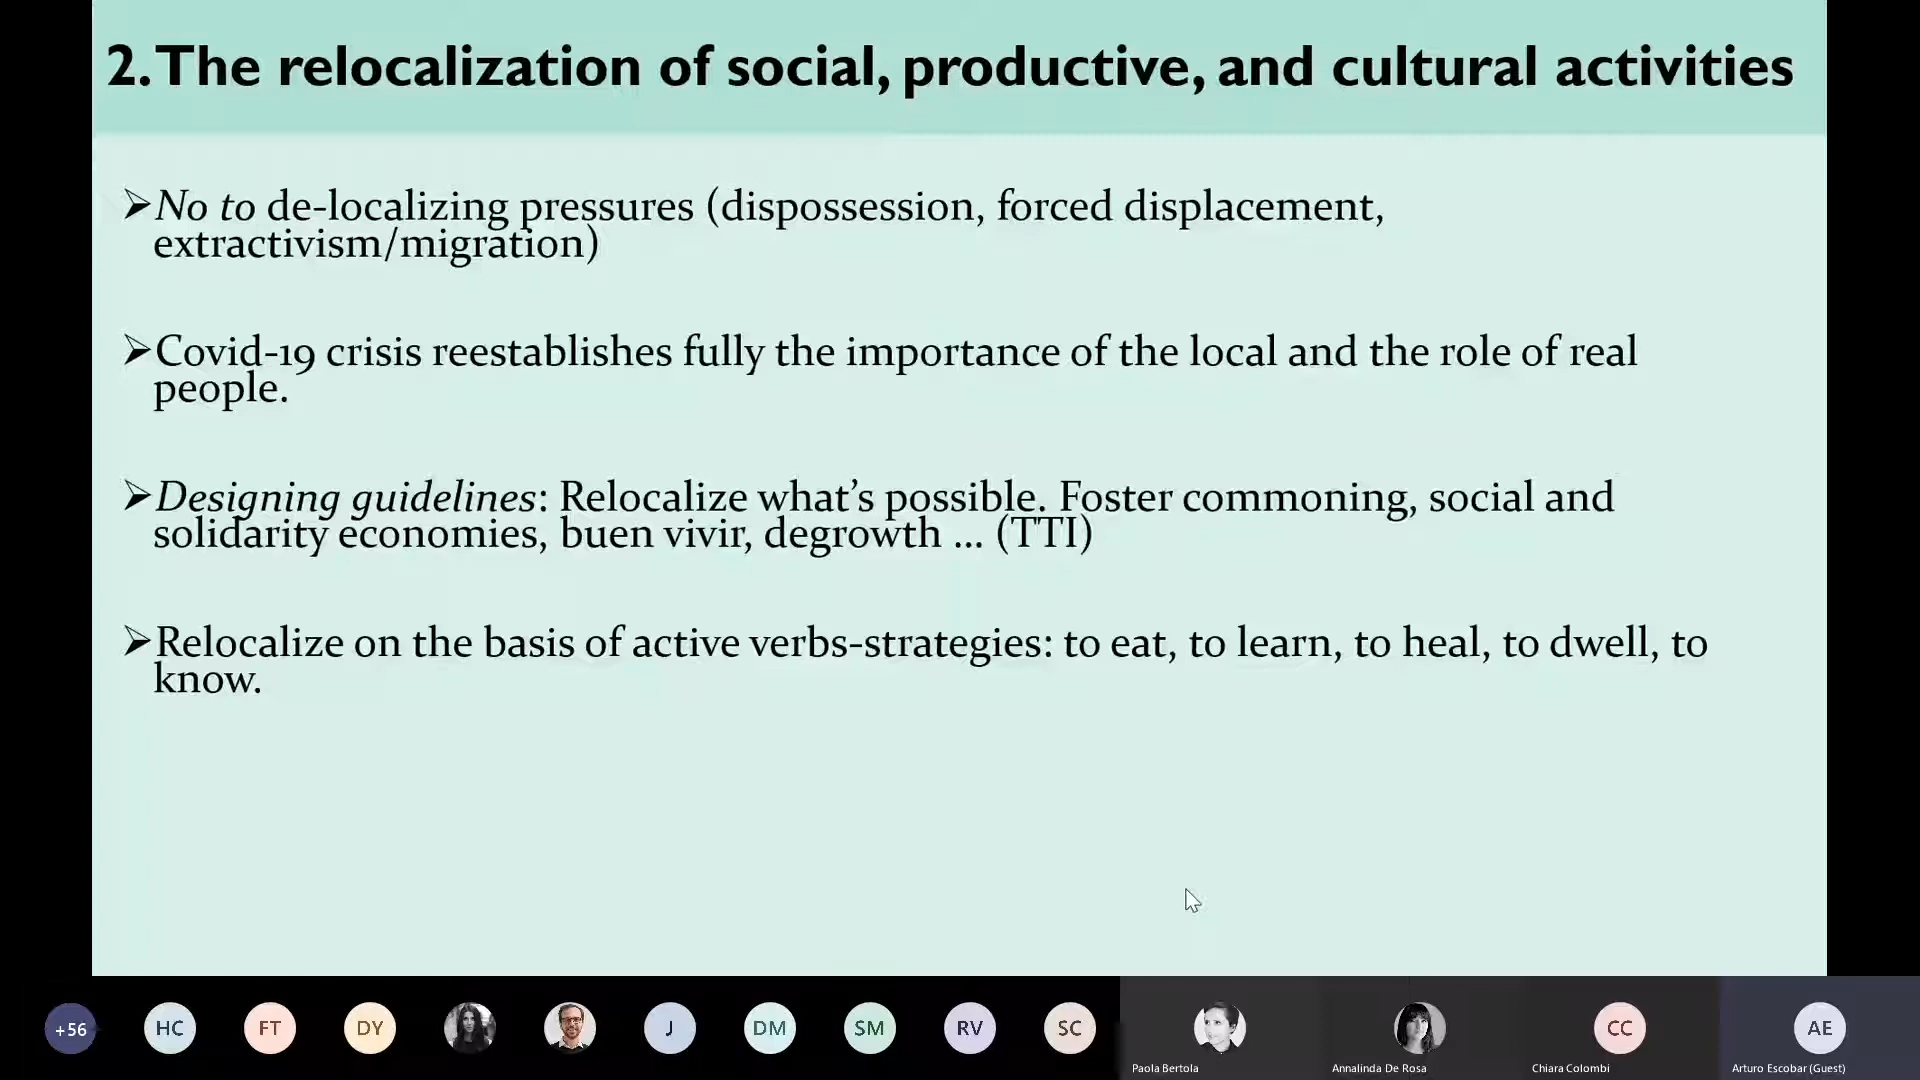 2. The relocalization of social, productive, and cultural activities
➢No to de-localizing pressures (dispossession, forced displacement,
extractivism/migration)
➢Covid-19 crisis reestablishes fully the importance of the local and the role of real
people.
➢Designing guidelines: Relocalize what’s possible. Foster commoning, social and
solidarity economies, buen vivir, degrowth ... (TTI)
➢Relocalize on the basis of active verbs-strategies: to eat, to learn, to heal, to dwell, to
know.
+56 HC FT DY J DM SM RV SC CC AE
Paola Bertola Annalinda De Rosa Chiara Colombi Arturo Escobar (Guest)